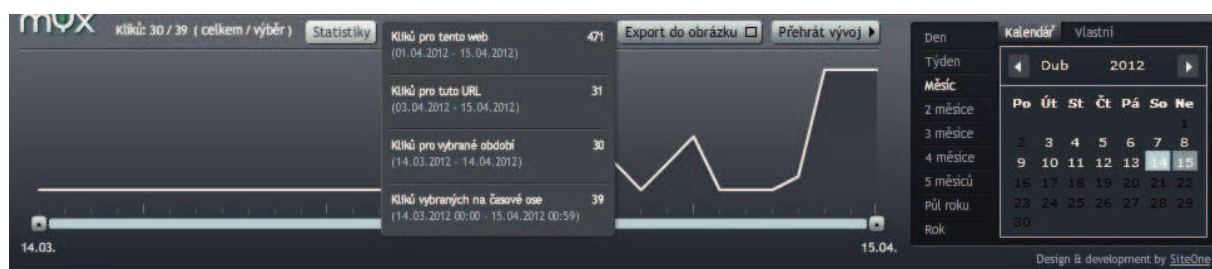 myx
Kliků: 30 / 39 ( celkem / výběr )
Statistiky
Kliků pro tento web 471
(01.04.2012 - 15.04.2012)
Kliků pro tuto URL 31
(03.04.2012 - 15.04.2012)
Kliků pro vybrané období 30
(14.03.2012 - 14.04.2012)
Kliků vybraných na časové ose 39
(14.03.2012 00:00 - 15.04.2012 00:59)
Export do obrázku
Přehrát vývoj
14.03.
15.04.
Den
Týden
Měsíc
2 měsíce
3 měsíce
4 měsíce
5 měsíců
Půl roku
Rok
Kalendář Vlastní
Dub 2012
Po Út St Čt Pá So Ne
1
2 3 4 5 6 7 8
9 10 11 12 13 14 15
16 17 18 19 20 21 22
23 24 25 26 27 28 29
30
Design & development by SiteOne